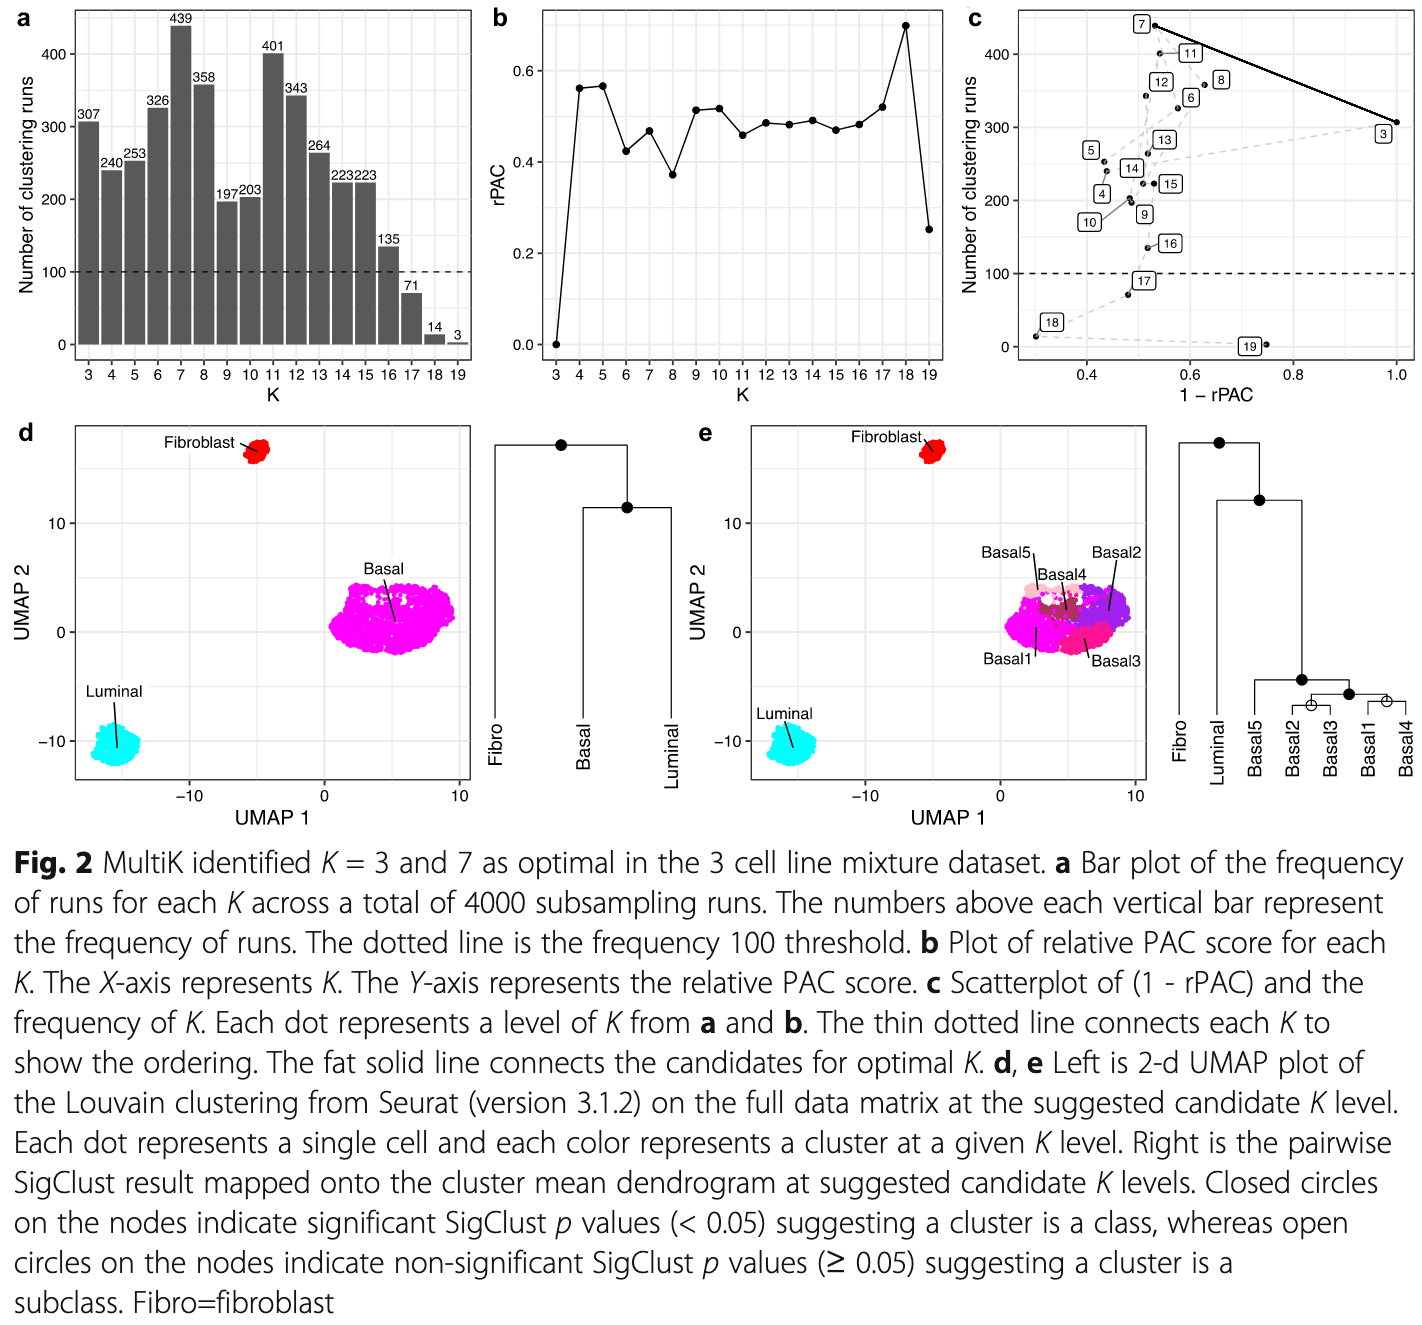 a
439
401
358
343
326
307
264
253
240
223 223
197 203
135
71
14
3
400
300
200
100
0
Number of clustering runs
3 4 5 6 7 8 9 10 11 12 13 14 15 16 17 18 19
K
b
0.6
0.4
0.2
0.0
rPAC
3 4 5 6 7 8 9 10 11 12 13 14 15 16 17 18 19
K
c
7
11
12
8
6
3
5
13
14
4
15
10
9
16
17
18
19
400
300
200
100
0
Number of clustering runs
0.4 0.6 0.8 1.0
1 − rPAC
d
Fibroblast
Basal
Luminal
10
0
−10
UMAP 2
−10 0 10
UMAP 1
Fibro
Basal
Luminal
e
Fibroblast
Basal5
Basal2
Basal4
Basal1
Basal3
Luminal
10
0
−10
UMAP 2
−10 0 10
UMAP 1
Fibro
Luminal
Basal5
Basal2
Basal3
Basal1
Basal4
Fig. 2 MultiK identified K = 3 and 7 as optimal in the 3 cell line mixture dataset. a Bar plot of the frequency
of runs for each K across a total of 4000 subsampling runs. The numbers above each vertical bar represent
the frequency of runs. The dotted line is the frequency 100 threshold. b Plot of relative PAC score for each
K. The X-axis represents K. The Y-axis represents the relative PAC score. c Scatterplot of (1 - rPAC) and the
frequency of K. Each dot represents a level of K from a and b. The thin dotted line connects each K to
show the ordering. The fat solid line connects the candidates for optimal K. d, e Left is 2-d UMAP plot of
the Louvain clustering from Seurat (version 3.1.2) on the full data matrix at the suggested candidate K level.
Each dot represents a single cell and each color represents a cluster at a given K level. Right is the pairwise
SigClust result mapped onto the cluster mean dendrogram at suggested candidate K levels. Closed circles
on the nodes indicate significant SigClust p values (< 0.05) suggesting a cluster is a class, whereas open
circles on the nodes indicate non-significant SigClust p values (≥ 0.05) suggesting a cluster is a
subclass. Fibro=fibroblast